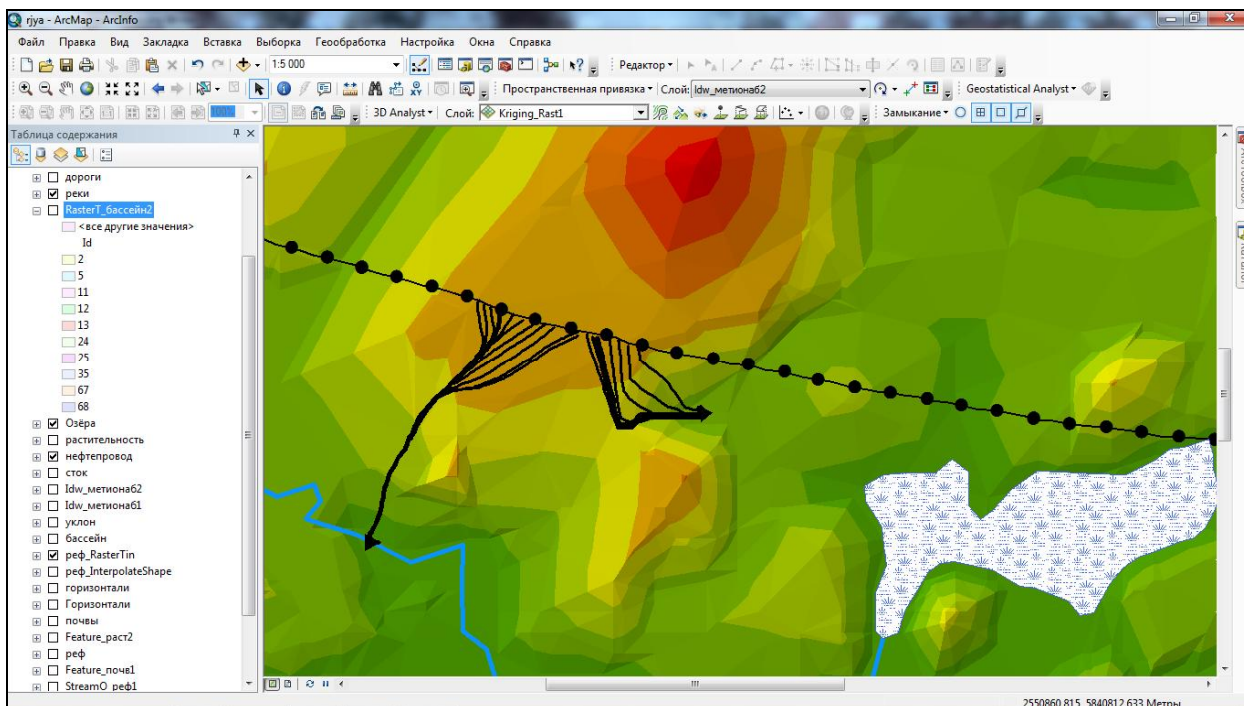 rjya - ArcMap - ArcInfo
Файл Правка Вид Закладка Вставка Выборка Геообработка Настройка Окна Справка
1:5 000 Редактор
Пространственная привязка Слой: Idw_метиона62 Geostatistical Analyst
100% 3D Analyst Слой: Kriging_Rast1 Замыкание
Таблица содержания
дороги
реки
RasterT_бассейн2
<все другие значения>
Id
2
5
11
12
13
24
25
35
67
68
Озёра
растительность
нефтепровод
сток
Idw_метиона62
Idw_метиона61
уклон
бассейн
реф_RasterTin
реф_InterpolateShape
горизонтали
Горизонтали
почвы
Feature_раст2
реф
Feature_почв1
StreamO_реф1
2550860,815 5840812,633 Метры